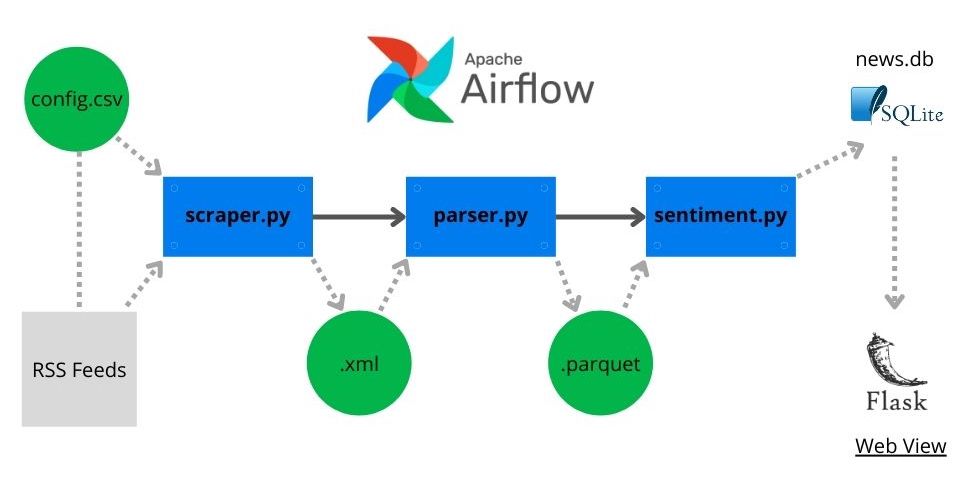 Apache
Airflow
news.db
SQLite
config.csv
scraper.py
parser.py
sentiment.py
RSS Feeds
.xml
.parquet
Flask
Web View